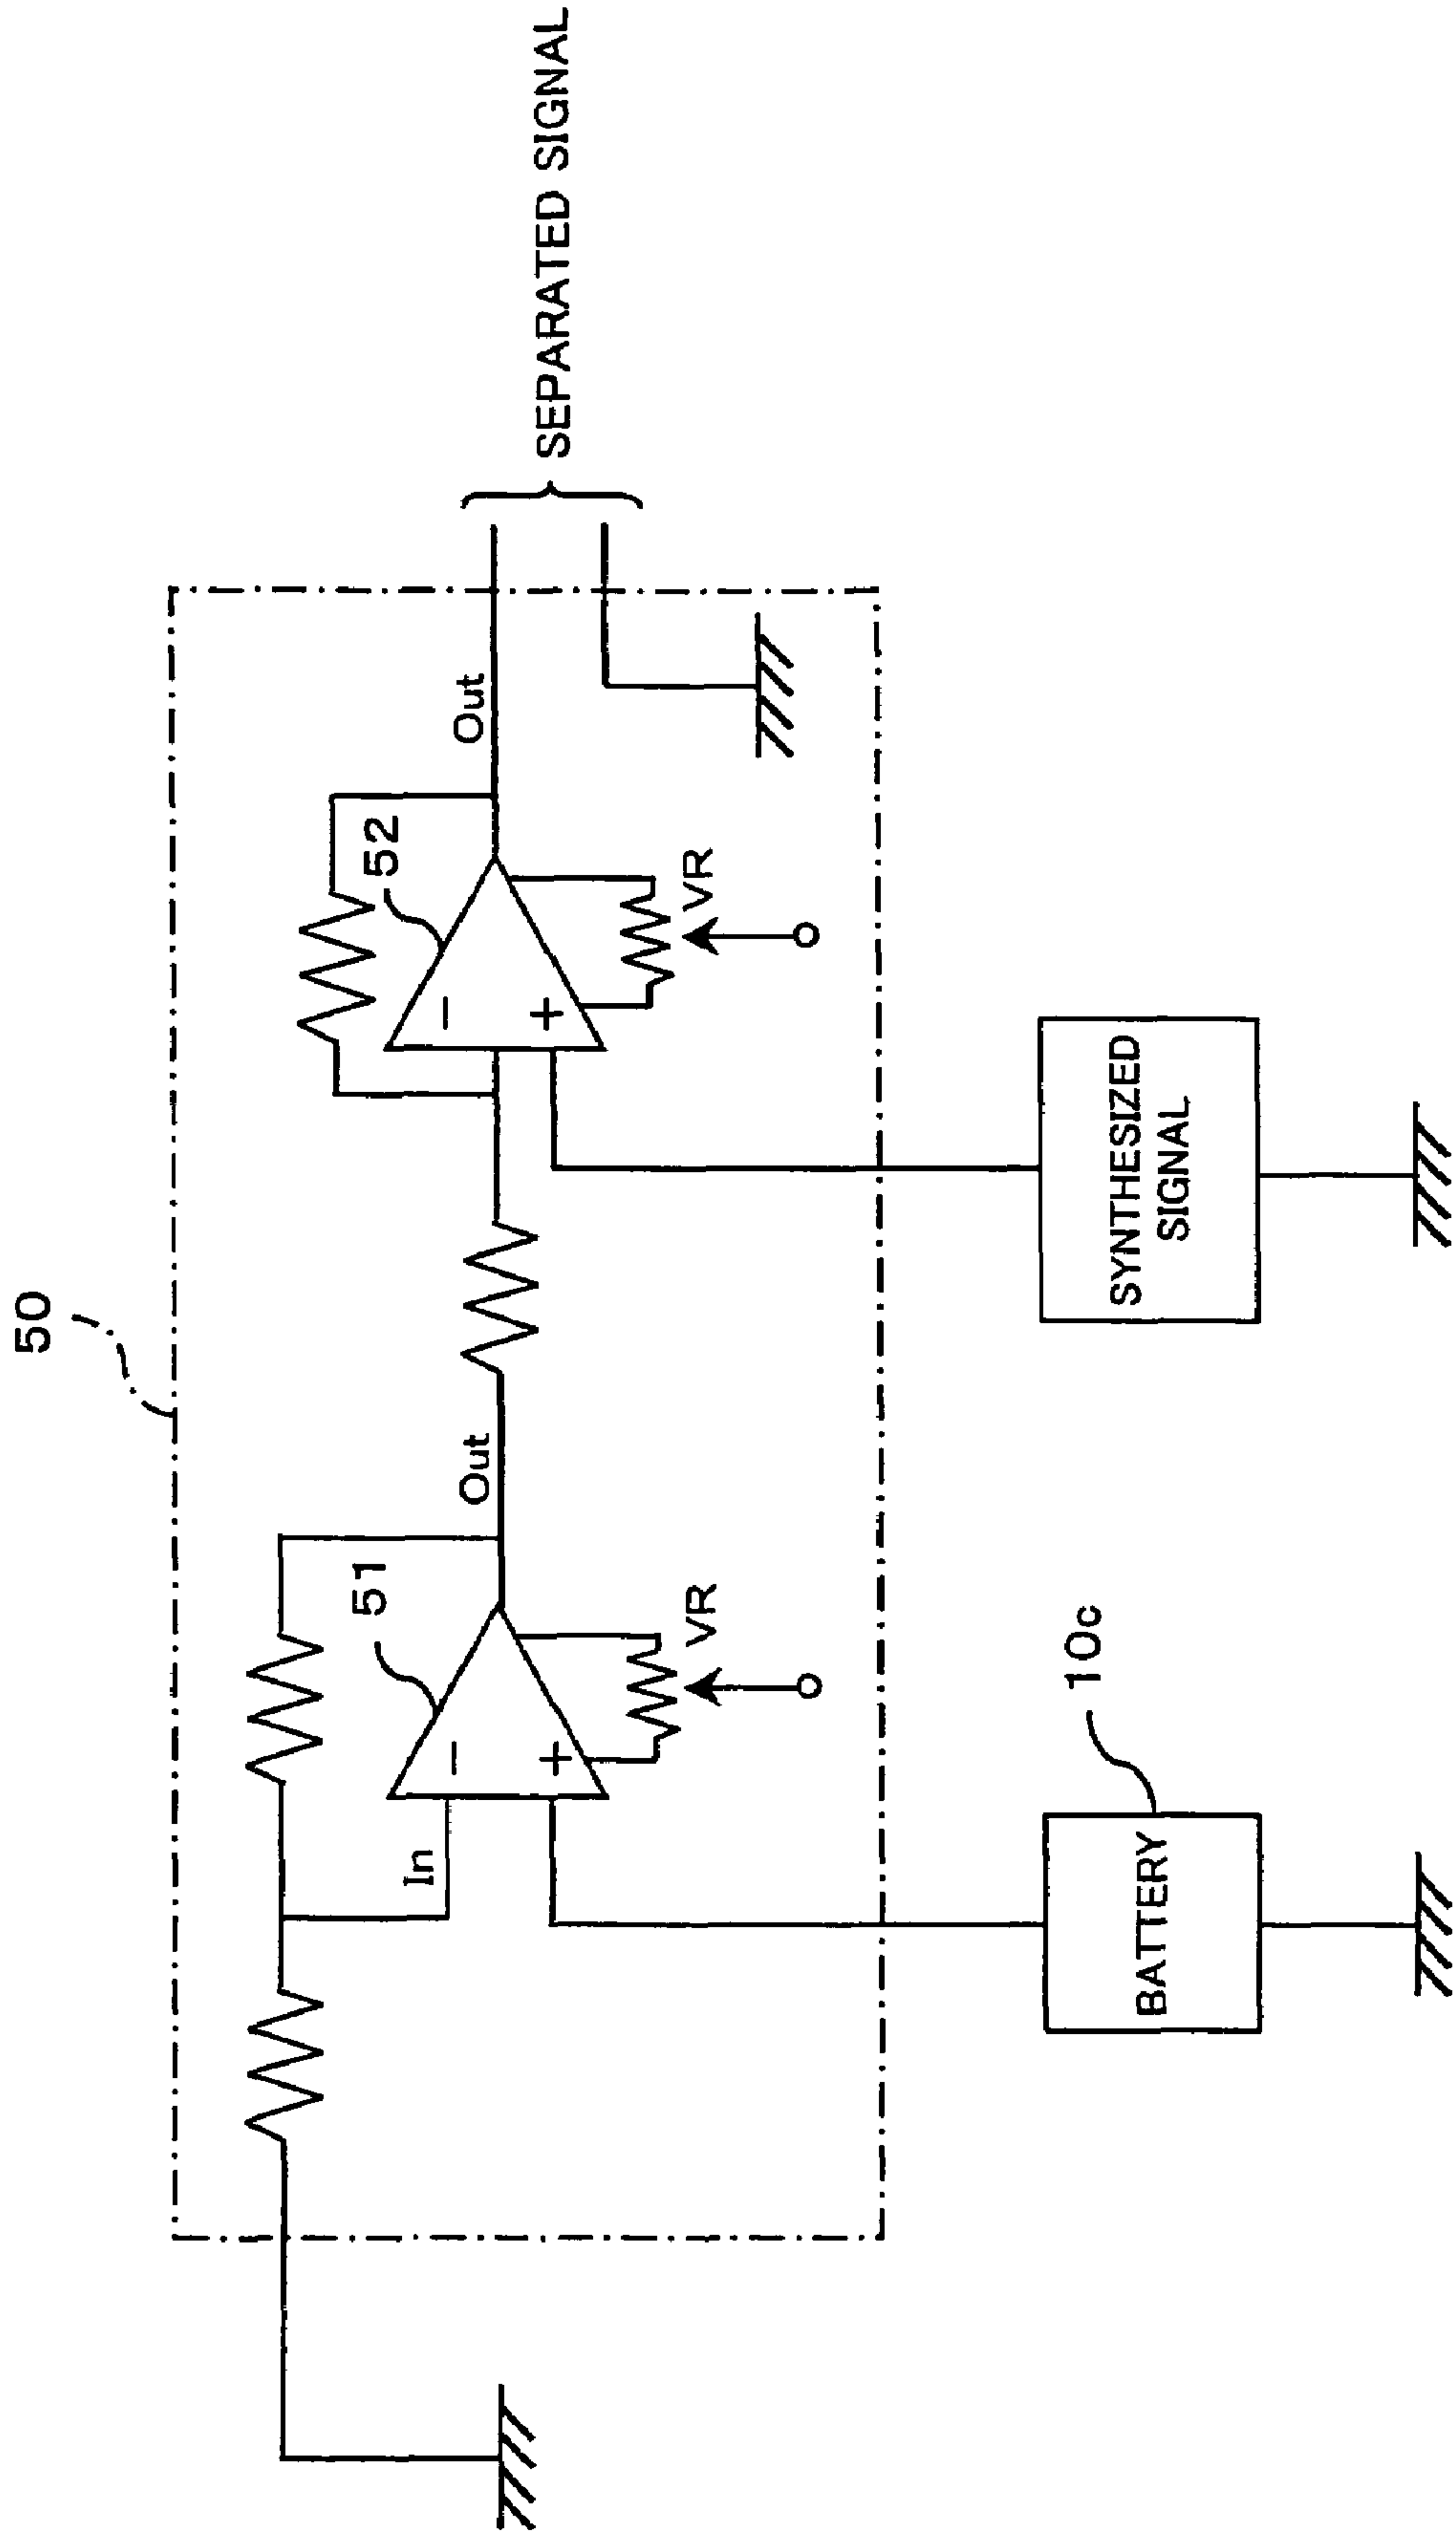 50
SEPARATED SIGNAL
51
52
In
Out
Out
VR
VR
10c
BATTERY
SYNTHESIZED
SIGNAL
−
+
−
+